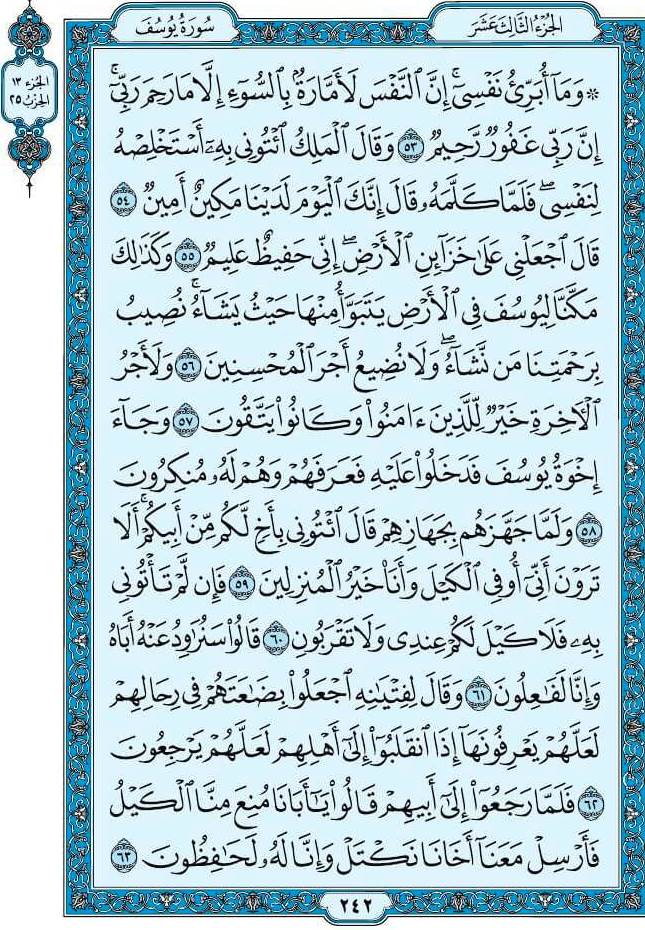 الجُزْءُ الثَّالِثَ عَشَرَ
سُورَةُ يُوسُفَ
الجزء ١٣
الحزب ٢٥
۞ وَمَآ أُبَرِّئُ نَفْسِيٓۚ إِنَّ ٱلنَّفْسَ لَأَمَّارَةُۢ بِٱلسُّوٓءِ إِلَّا مَا رَحِمَ رَبِّيٓۚ
إِنَّ رَبِّي غَفُورٞ رَّحِيمٞ ٥٣ وَقَالَ ٱلْمَلِكُ ٱئْتُونِي بِهِۦٓ أَسْتَخْلِصْهُ
لِنَفْسِيۖ فَلَمَّا كَلَّمَهُۥ قَالَ إِنَّكَ ٱلْيَوْمَ لَدَيْنَا مَكِينٌ أَمِينٞ ٥٤
قَالَ ٱجْعَلْنِي عَلَىٰ خَزَآئِنِ ٱلْأَرْضِۖ إِنِّي حَفِيظٌ عَلِيمٞ ٥٥ وَكَذَٰلِكَ
مَكَّنَّا لِيُوسُفَ فِي ٱلْأَرْضِ يَتَبَوَّأُ مِنْهَا حَيْثُ يَشَآءُۚ نُصِيبُ
بِرَحْمَتِنَا مَن نَّشَآءُۖ وَلَا نُضِيعُ أَجْرَ ٱلْمُحْسِنِينَ ٥٦ وَلَأَجْرُ
ٱلْأٓخِرَةِ خَيْرٞ لِّلَّذِينَ ءَامَنُواْ وَكَانُواْ يَتَّقُونَ ٥٧ وَجَآءَ
إِخْوَةُ يُوسُفَ فَدَخَلُواْ عَلَيْهِ فَعَرَفَهُمْ وَهُمْ لَهُۥ مُنكِرُونَ
٥٨ وَلَمَّا جَهَّزَهُم بِجَهَازِهِمْ قَالَ ٱئْتُونِي بِأَخٖ لَّكُم مِّنْ أَبِيكُمْۚ أَلَا
تَرَوْنَ أَنِّيٓ أُوفِي ٱلْكَيْلَ وَأَنَا۠ خَيْرُ ٱلْمُنزِلِينَ ٥٩ فَإِن لَّمْ تَأْتُونِي
بِهِۦ فَلَا كَيْلَ لَكُمْ عِندِي وَلَا تَقْرَبُونِ ٦٠ قَالُواْ سَنُرَٰوِدُ عَنْهُ أَبَاهُ
وَإِنَّا لَفَٰعِلُونَ ٦١ وَقَالَ لِفِتْيَٰنِهِ ٱجْعَلُواْ بِضَٰعَتَهُمْ فِي رِحَالِهِمْ
لَعَلَّهُمْ يَعْرِفُونَهَآ إِذَا ٱنقَلَبُوٓاْ إِلَىٰٓ أَهْلِهِمْ لَعَلَّهُمْ يَرْجِعُونَ
٦٢ فَلَمَّا رَجَعُوٓاْ إِلَىٰٓ أَبِيهِمْ قَالُواْ يَٰٓأَبَانَا مُنِعَ مِنَّا ٱلْكَيْلُ
فَأَرْسِلْ مَعَنَآ أَخَانَا نَكْتَلْ وَإِنَّا لَهُۥ لَحَٰفِظُونَ ٦٣
٢٤٢